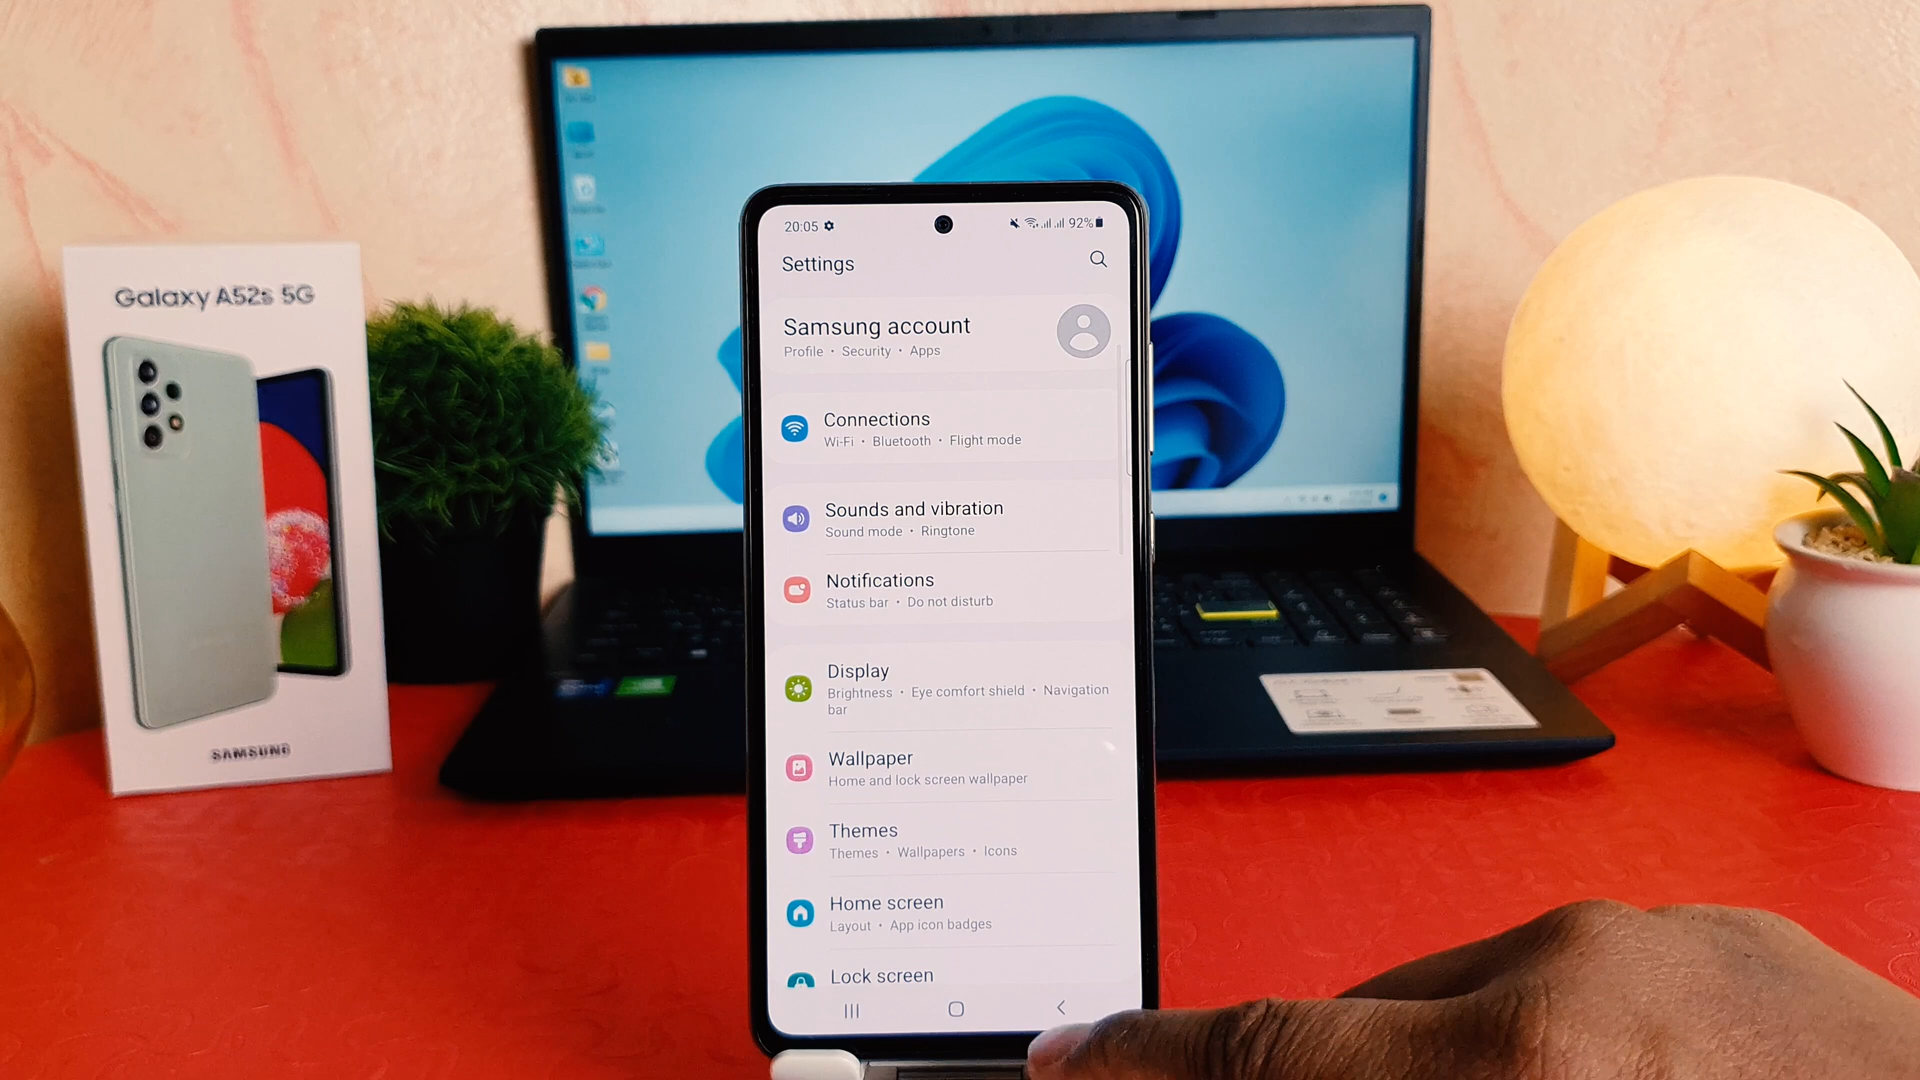 Galaxy A52s 5G
SAMSUNG
20:05
92%
Settings
Samsung account
Profile • Security • Apps
Connections
Wi-Fi • Bluetooth • Flight mode
Sounds and vibration
Sound mode • Ringtone
Notifications
Status bar • Do not disturb
Display
Brightness • Eye comfort shield • Navigation
bar
Wallpaper
Home and lock screen wallpaper
Themes
Themes • Wallpapers • Icons
Home screen
Layout • App icon badges
Lock screen